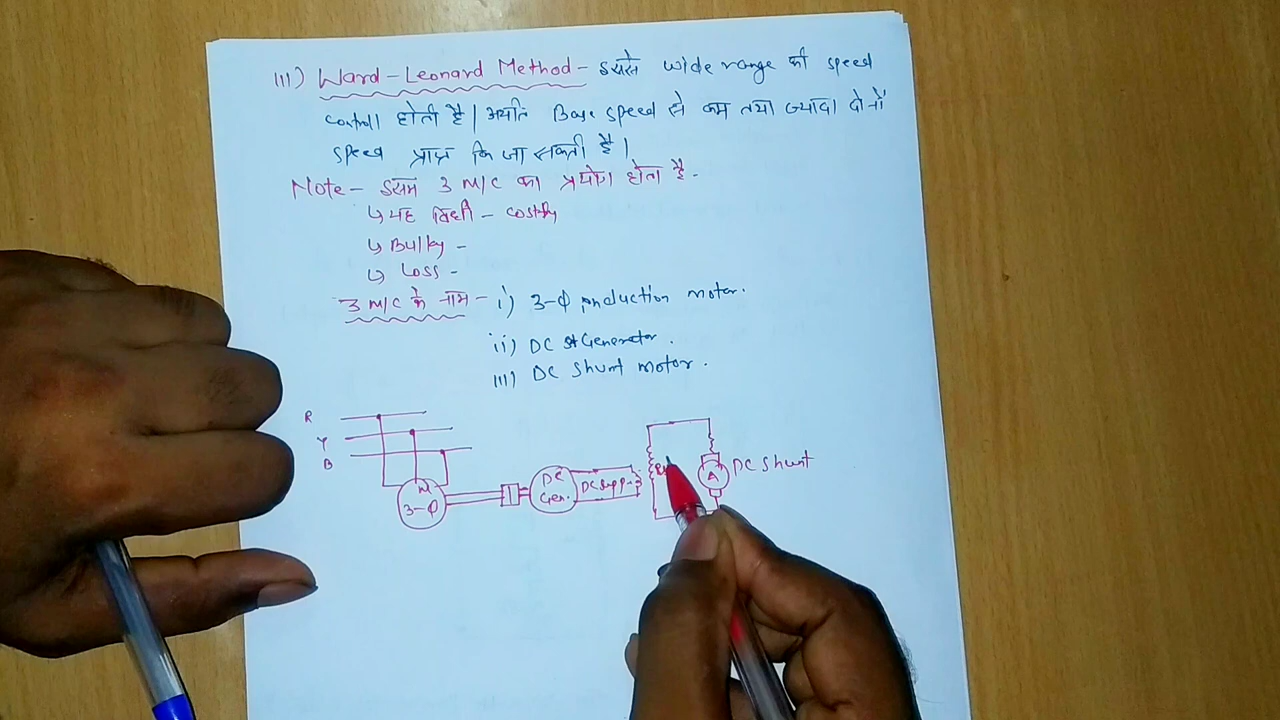 III) Ward-Leonard Method - इससे wide range की speed
control होती है | अर्थात Base speed से कम तथा ज्यादा दोनों
speed प्राप्त कि जा सकती है |
Note - इसमे 3 M/C का प्रयोग होता है -
↳ यह विधी - costly
↳ Bulky -
↳ Loss -
3 M/C के नाम - i) 3-Φ induction motor.
ii) DC Generator.
III) DC Shunt motor.
R
Y
B
M
3-Φ
DC
Gen.
DC supp
A
DC Shunt